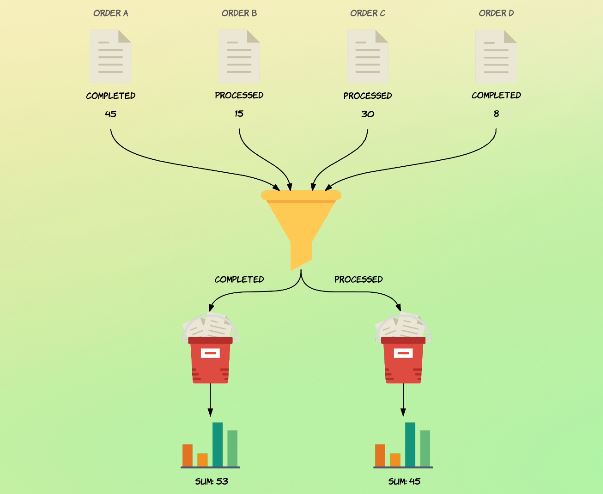 ORDER A
ORDER B
ORDER C
ORDER D
COMPLETED
PROCESSED
PROCESSED
COMPLETED
45
15
30
8
COMPLETED
PROCESSED
SUM: 53
SUM: 45